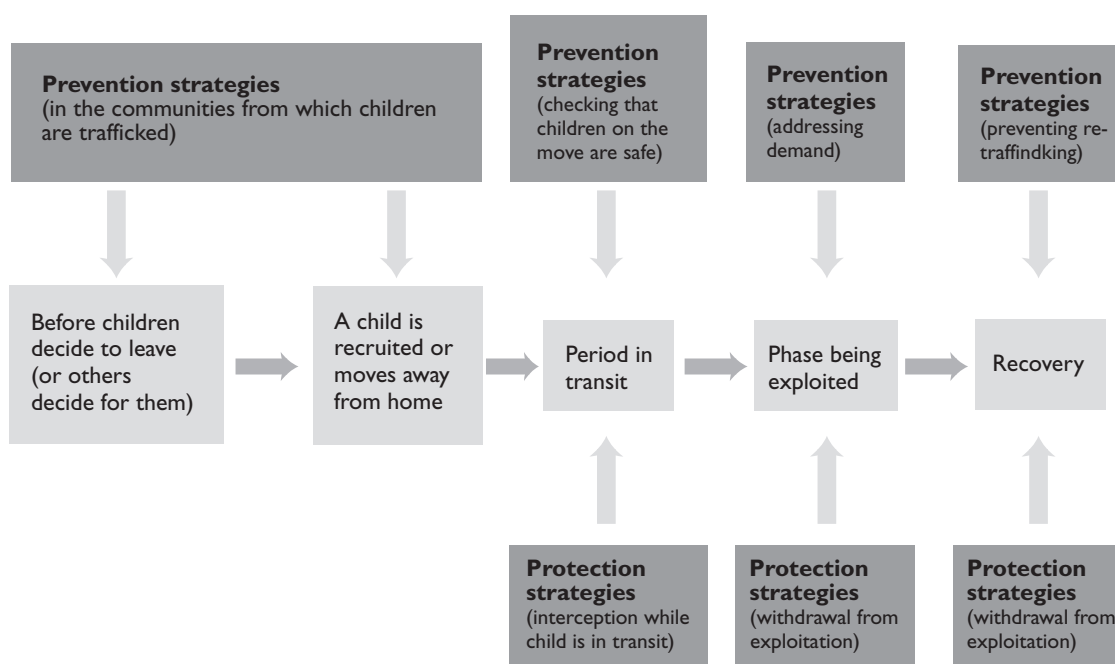 Prevention strategies
(in the communities from which children
are trafficked)
Prevention
strategies
(checking that
children on the
move are safe)
Prevention
strategies
(addressing
demand)
Prevention
strategies
(preventing re-
traffindking)
Before children
decide to leave
(or others
decide for them)
A child is
recruited or
moves away
from home
Period in
transit
Phase being
exploited
Recovery
Protection
strategies
(interception while
child is in transit)
Protection
strategies
(withdrawal from
exploitation)
Protection
strategies
(withdrawal from
exploitation)